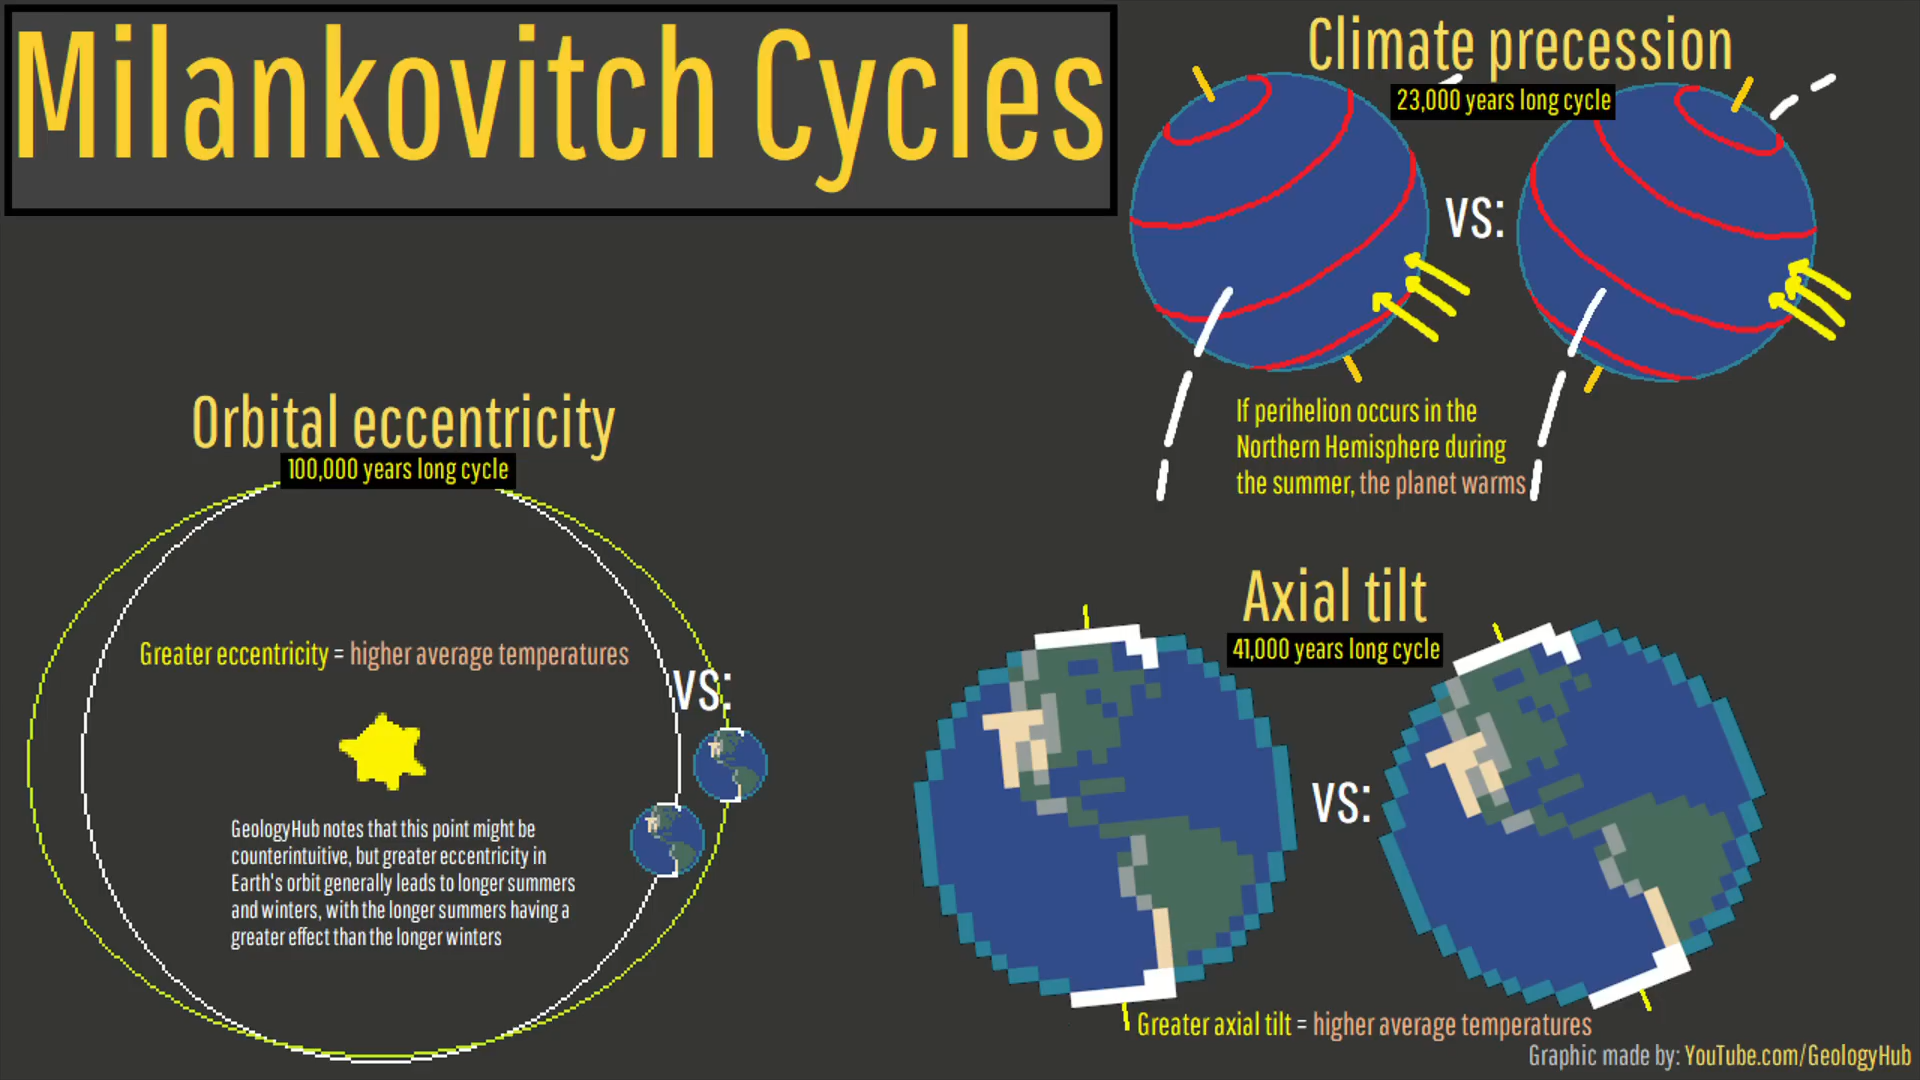 Milankovitch Cycles
Climate precession
23,000 years long cycle
vs:
If perihelion occurs in the
Northern Hemisphere during
the summer, the planet warms
Orbital eccentricity
100,000 years long cycle
Greater eccentricity = higher average temperatures
vs:
GeologyHub notes that this point might be
counterintuitive, but greater eccentricity in
Earth's orbit generally leads to longer summers
and winters, with the longer summers having a
greater effect than the longer winters
Axial tilt
41,000 years long cycle
vs:
Greater axial tilt = higher average temperatures
Graphic made by: YouTube.com/GeologyHub